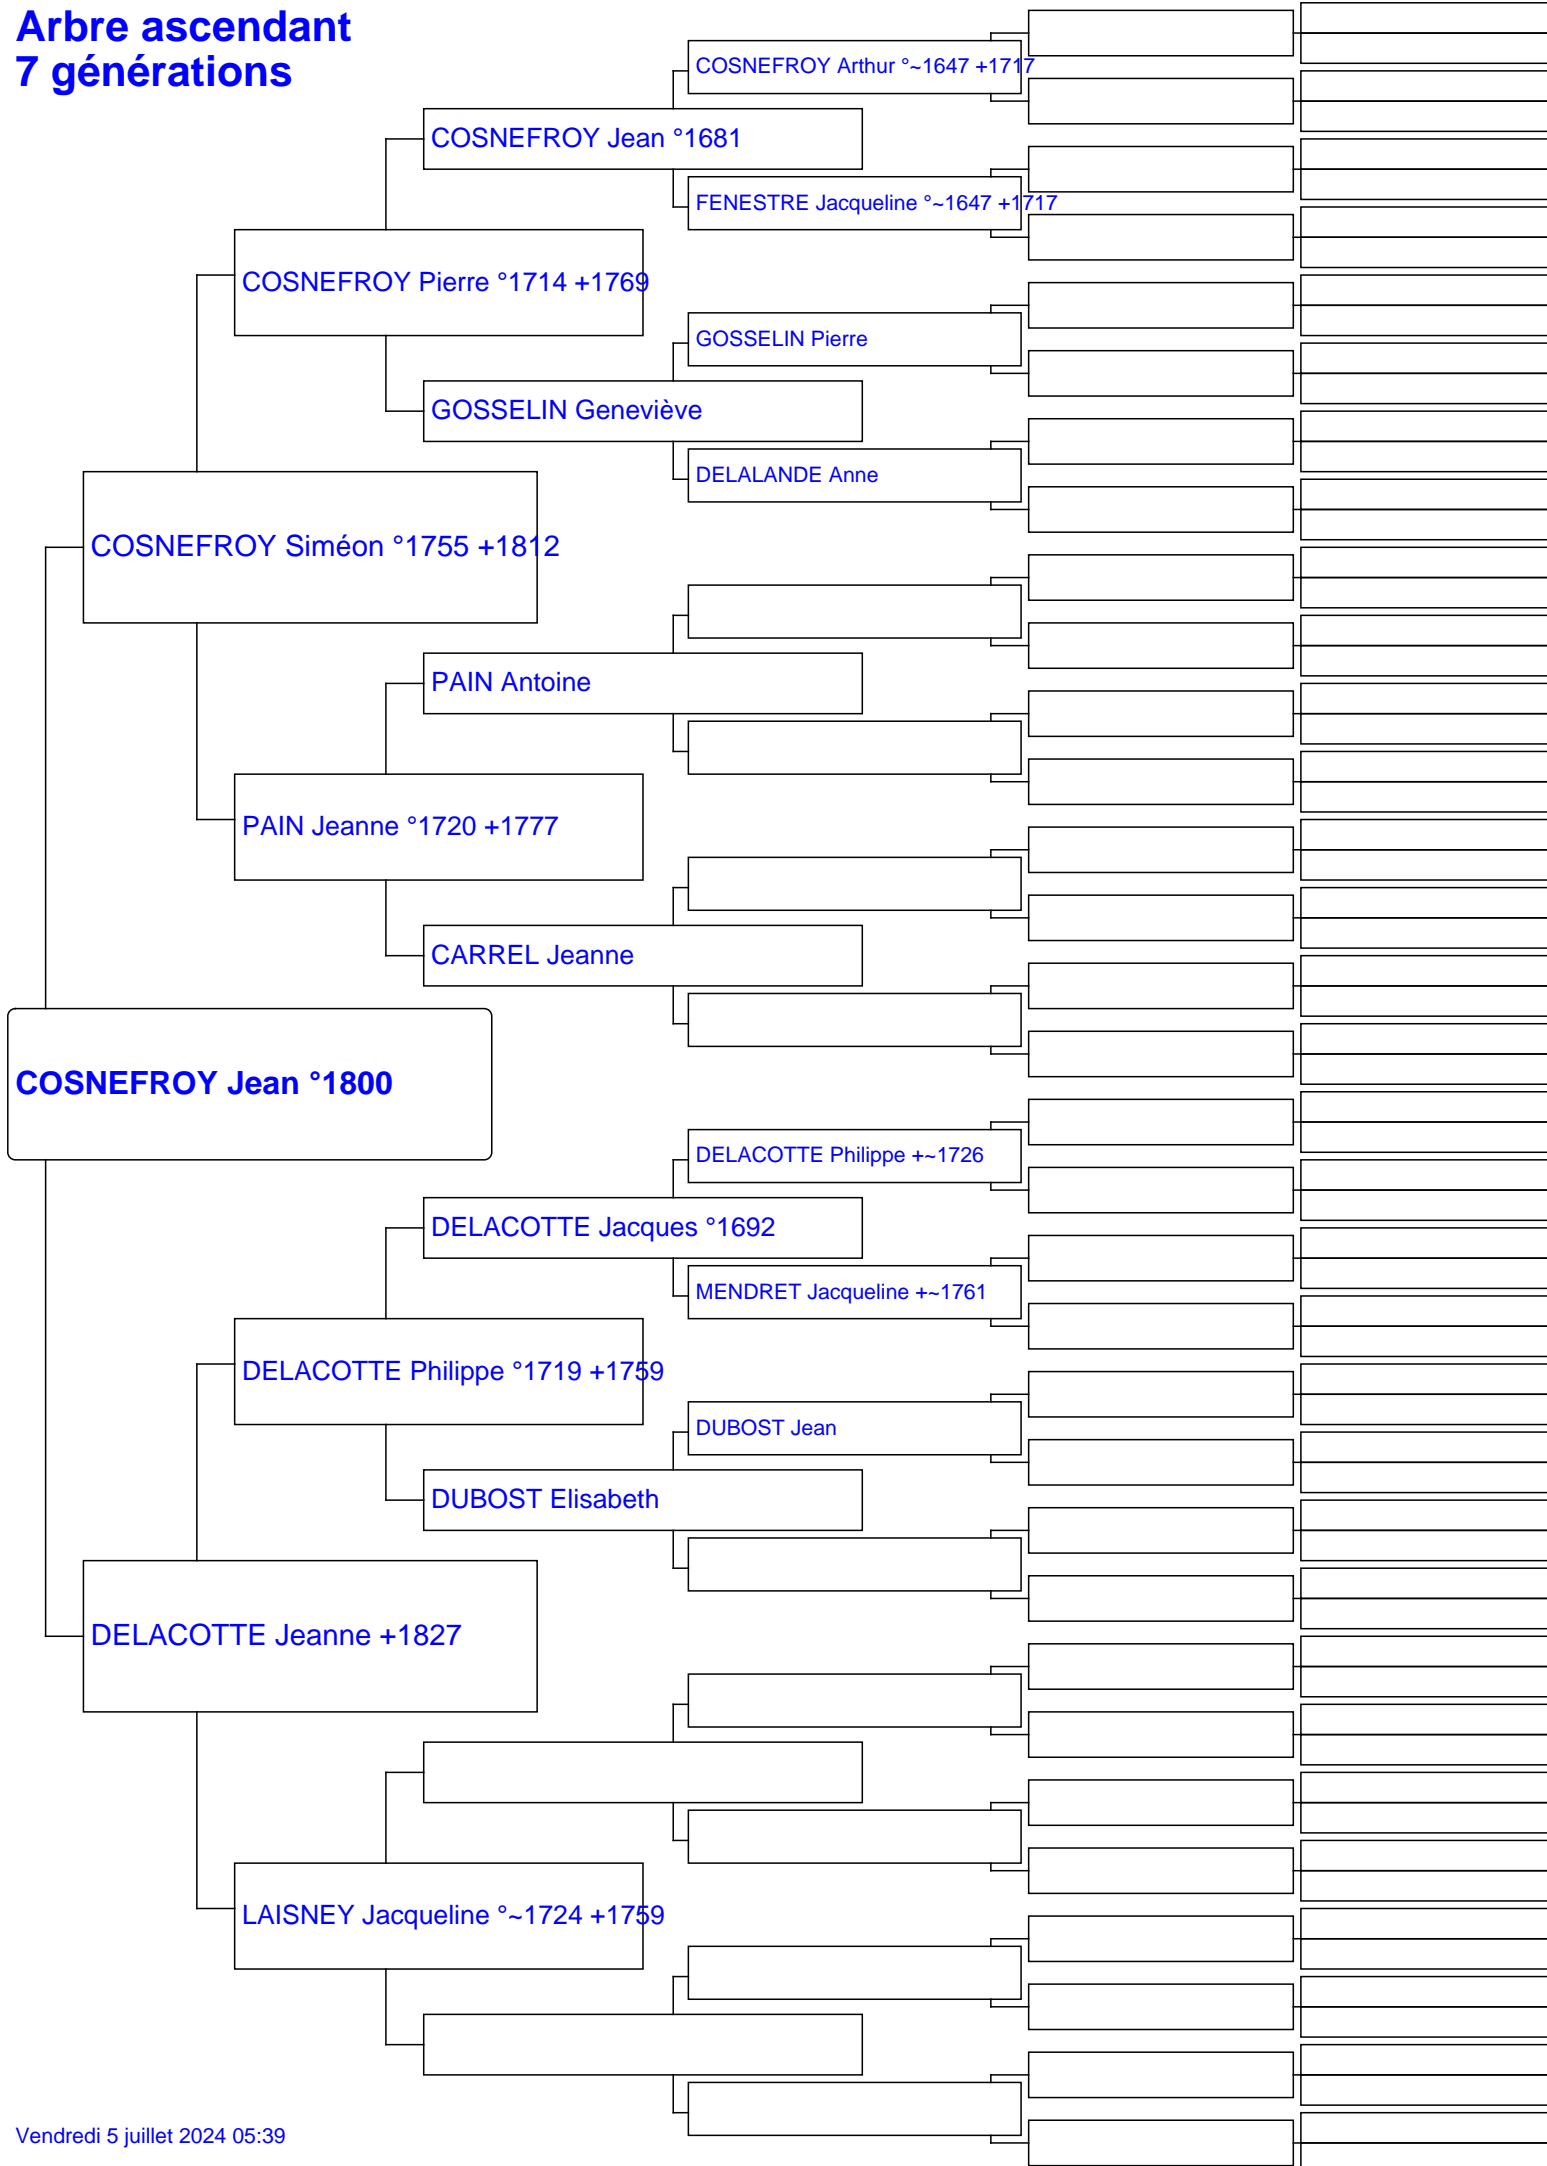 Arbre ascendant
7 générations
COSNEFROY Arthur °~1647 +1717
COSNEFROY Jean °1681
FENESTRE Jacqueline °~1647 +1717
COSNEFROY Pierre °1714 +1769
GOSSELIN Pierre
GOSSELIN Geneviève
DELALANDE Anne
COSNEFROY Siméon °1755 +1812
PAIN Antoine
PAIN Jeanne °1720 +1777
CARREL Jeanne
COSNEFROY Jean °1800
DELACOTTE Philippe +~1726
DELACOTTE Jacques °1692
MENDRET Jacqueline +~1761
DELACOTTE Philippe °1719 +1759
DUBOST Jean
DUBOST Elisabeth
DELACOTTE Jeanne +1827
LAISNEY Jacqueline °~1724 +1759
Vendredi 5 juillet 2024 05:39